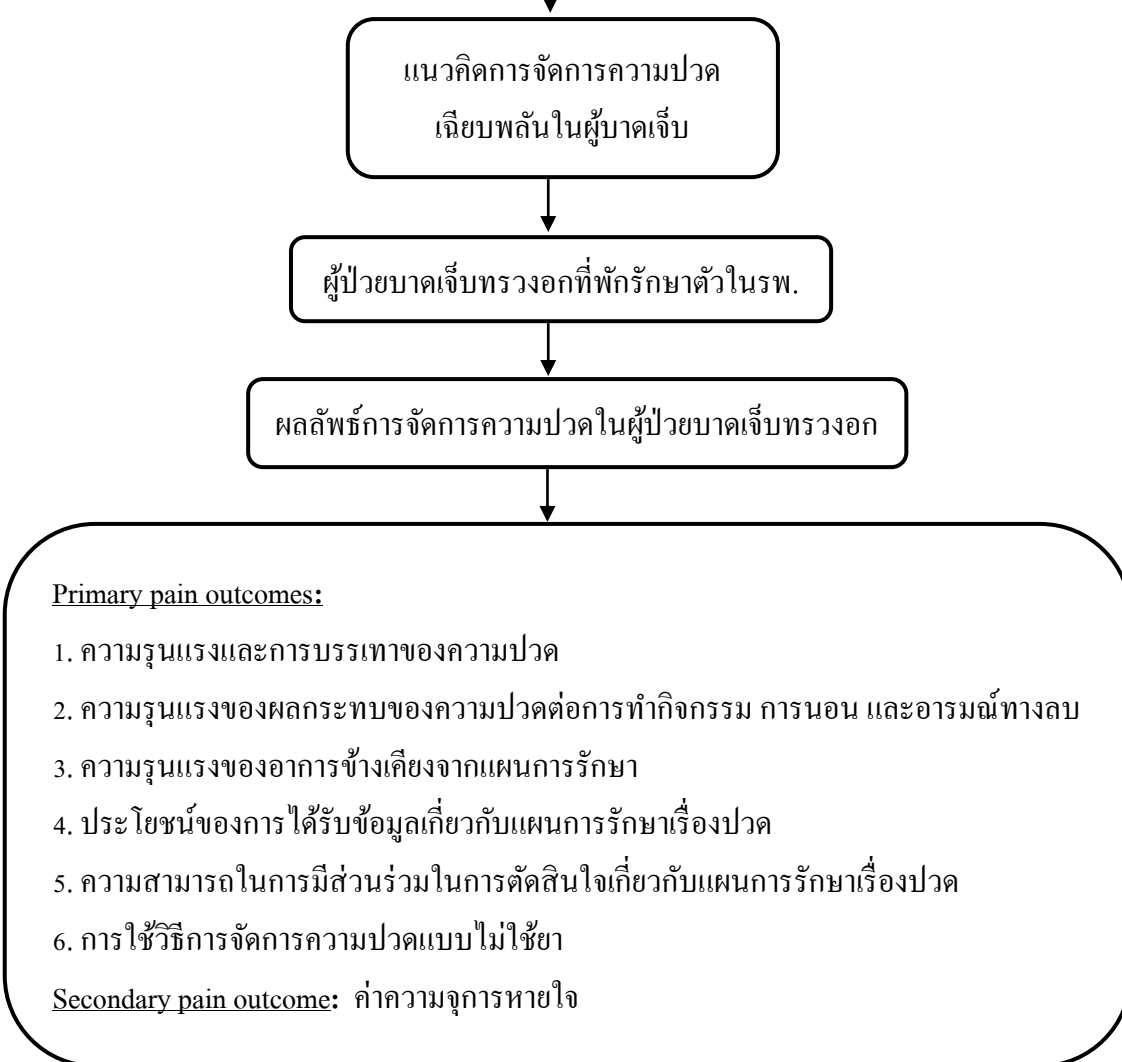 แนวคิดการจัดการความปวด
เฉียบพลันในผู้บาดเจ็บ
ผู้ป่วยบาดเจ็บทรวงอกที่พักรักษาตัวในรพ.
ผลลัพธ์การจัดการความปวดในผู้ป่วยบาดเจ็บทรวงอก
Primary pain outcomes:
1. ความรุนแรงและการบรรเทาของความปวด
2. ความรุนแรงของผลกระทบของความปวดต่อการทำกิจกรรม การนอน และอารมณ์ทางลบ
3. ความรุนแรงของอาการข้างเคียงจากแผนการรักษา
4. ประโยชน์ของการได้รับข้อมูลเกี่ยวกับแผนการรักษาเรื่องปวด
5. ความสามารถในการมีส่วนร่วมในการตัดสินใจเกี่ยวกับแผนการรักษาเรื่องปวด
6. การใช้วิธีการจัดการความปวดแบบไม่ใช้ยา
Secondary pain outcome: ค่าความจุการหายใจ